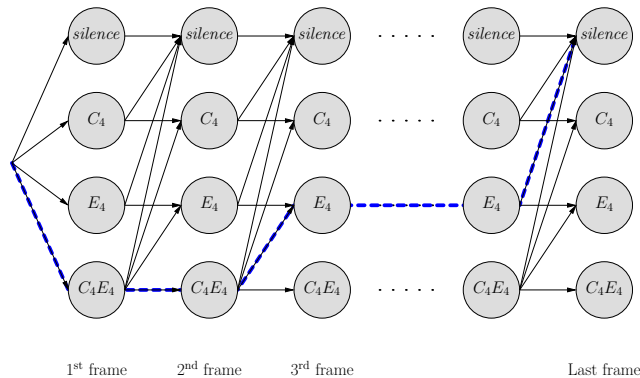 silence silence silence . . . . . silence silence
C₄ C₄ C₄ . . . . . C₄ C₄
E₄ E₄ E₄ E₄ E₄
C₄E₄ C₄E₄ C₄E₄ . . . . . C₄E₄ C₄E₄
1ˢᵗ frame 2ⁿᵈ frame 3ʳᵈ frame Last frame